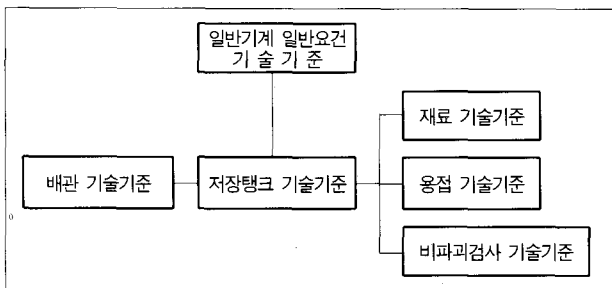 일반기계 일반요건
기 술 기 준
재료 기술기준
배관 기술기준
저장탱크 기술기준
용접 기술기준
비파괴검사 기술기준